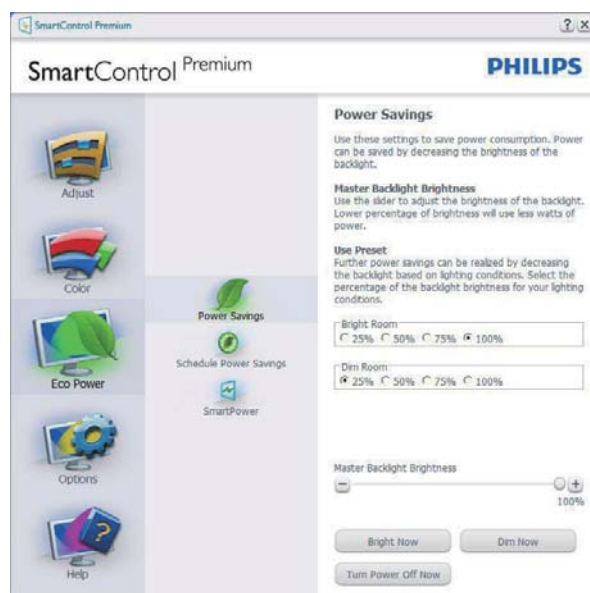 SmartControl Premium
SmartControl Premium
PHILIPS
Adjust
Color
Eco Power
Options
Help
Power Savings
Schedule Power Savings
SmartPower
Power Savings
Use these settings to save power consumption. Power
can be saved by decreasing the brightness of the
backlight.
Master Backlight Brightness
Use the slider to adjust the brightness of the backlight.
Lower percentage of brightness will use less watts of
power.
Use Preset
Further power savings can be realized by decreasing
the backlight based on lighting conditions. Select the
percentage of the backlight brightness for your lighting
conditions.
Bright Room
25% 50% 75% 100%
Dim Room
25% 50% 75% 100%
Master Backlight Brightness
100%
Bright Now Dim Now
Turn Power Off Now